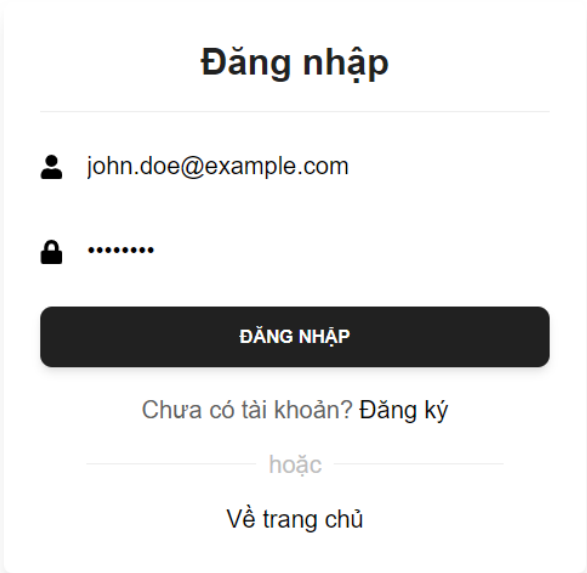 Đăng nhập
john.doe@example.com
••••••••
ĐĂNG NHẬP
Chưa có tài khoản? Đăng ký
hoặc
Về trang chủ